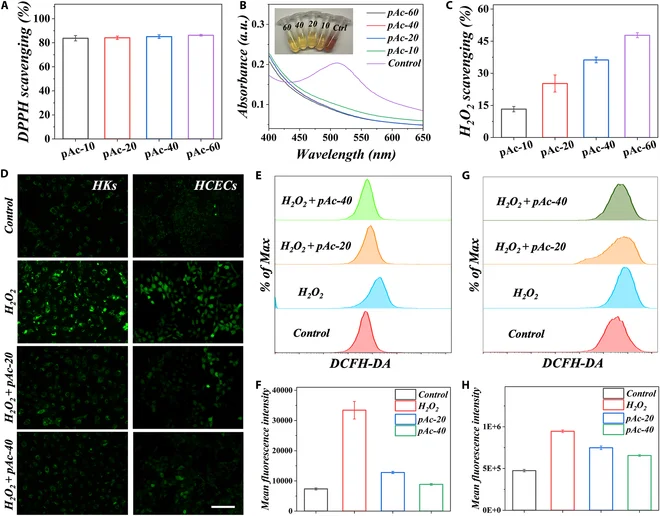 A
DPPH scavenging (%)
100
80
60
40
20
0
pAc-10
pAc-20
pAc-40
pAc-60
B
Absorbance (a.u.)
0.4
0.3
0.2
0.1
60 40 20 10 Ctrl
pAc-60
pAc-40
pAc-20
pAc-10
Control
400 450 500 550 600 650
Wavelength (nm)
C
H₂O₂ scavenging (%)
60
45
30
15
0
pAc-10
pAc-20
pAc-40
pAc-60
D
HKs
HCECs
Control
H₂O₂
H₂O₂ + pAc-20
H₂O₂ + pAc-40
E
% of Max
H₂O₂ + pAc-40
H₂O₂ + pAc-20
H₂O₂
Control
DCFH-DA
F
Mean fluorescence intensity
40000
30000
20000
10000
0
Control
H₂O₂
pAc-20
pAc-40
G
% of Max
H₂O₂ + pAc-40
H₂O₂ + pAc-20
H₂O₂
Control
DCFH-DA
H
Mean fluorescence intensity
1E+6
5E+5
0E+0
Control
H₂O₂
pAc-20
pAc-40